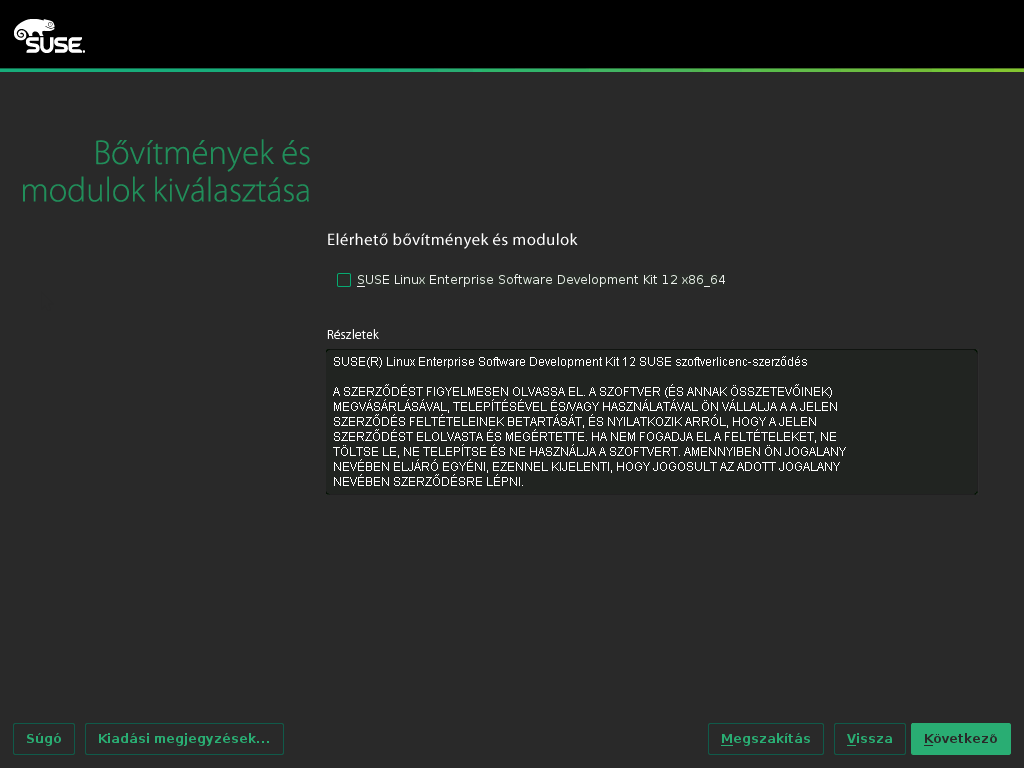 SUSE.
Bővítmények és
modulok kiválasztása
Elérhető bővítmények és modulok
SUSE Linux Enterprise Software Development Kit 12 x86_64
Részletek
SUSE(R) Linux Enterprise Software Development Kit 12 SUSE szoftverlicenc-szerződés
A SZERZŐDÉST FIGYELMESEN OLVASSA EL. A SZOFTVER (ÉS ANNAK ÖSSZETEVŐINEK)
MEGVÁSÁRLÁSÁVAL, TELEPÍTÉSÉVEL ÉS/VAGY HASZNÁLATÁVAL ÖN VÁLLALJA A A JELEN
SZERZŐDÉS FELTÉTELEINEK BETARTÁSÁT, ÉS NYILATKOZIK ARRÓL, HOGY A JELEN
SZERZŐDÉST ELOLVASTA ÉS MEGÉRTETTE. HA NEM FOGADJA EL A FELTÉTELEKET, NE
TÖLTSE LE, NE TELEPÍTSE ÉS NE HASZNÁLJA A SZOFTVERT. AMENNYIBEN ÖN JOGALANY
NEVÉBEN ELJÁRÓ EGYÉNI, EZENNEL KIJELENTI, HOGY JOGOSULT AZ ADOTT JOGALANY
NEVÉBEN SZERZŐDÉSRE LÉPNI.
Súgó
Kiadási megjegyzések...
Megszakítás
Vissza
Következő